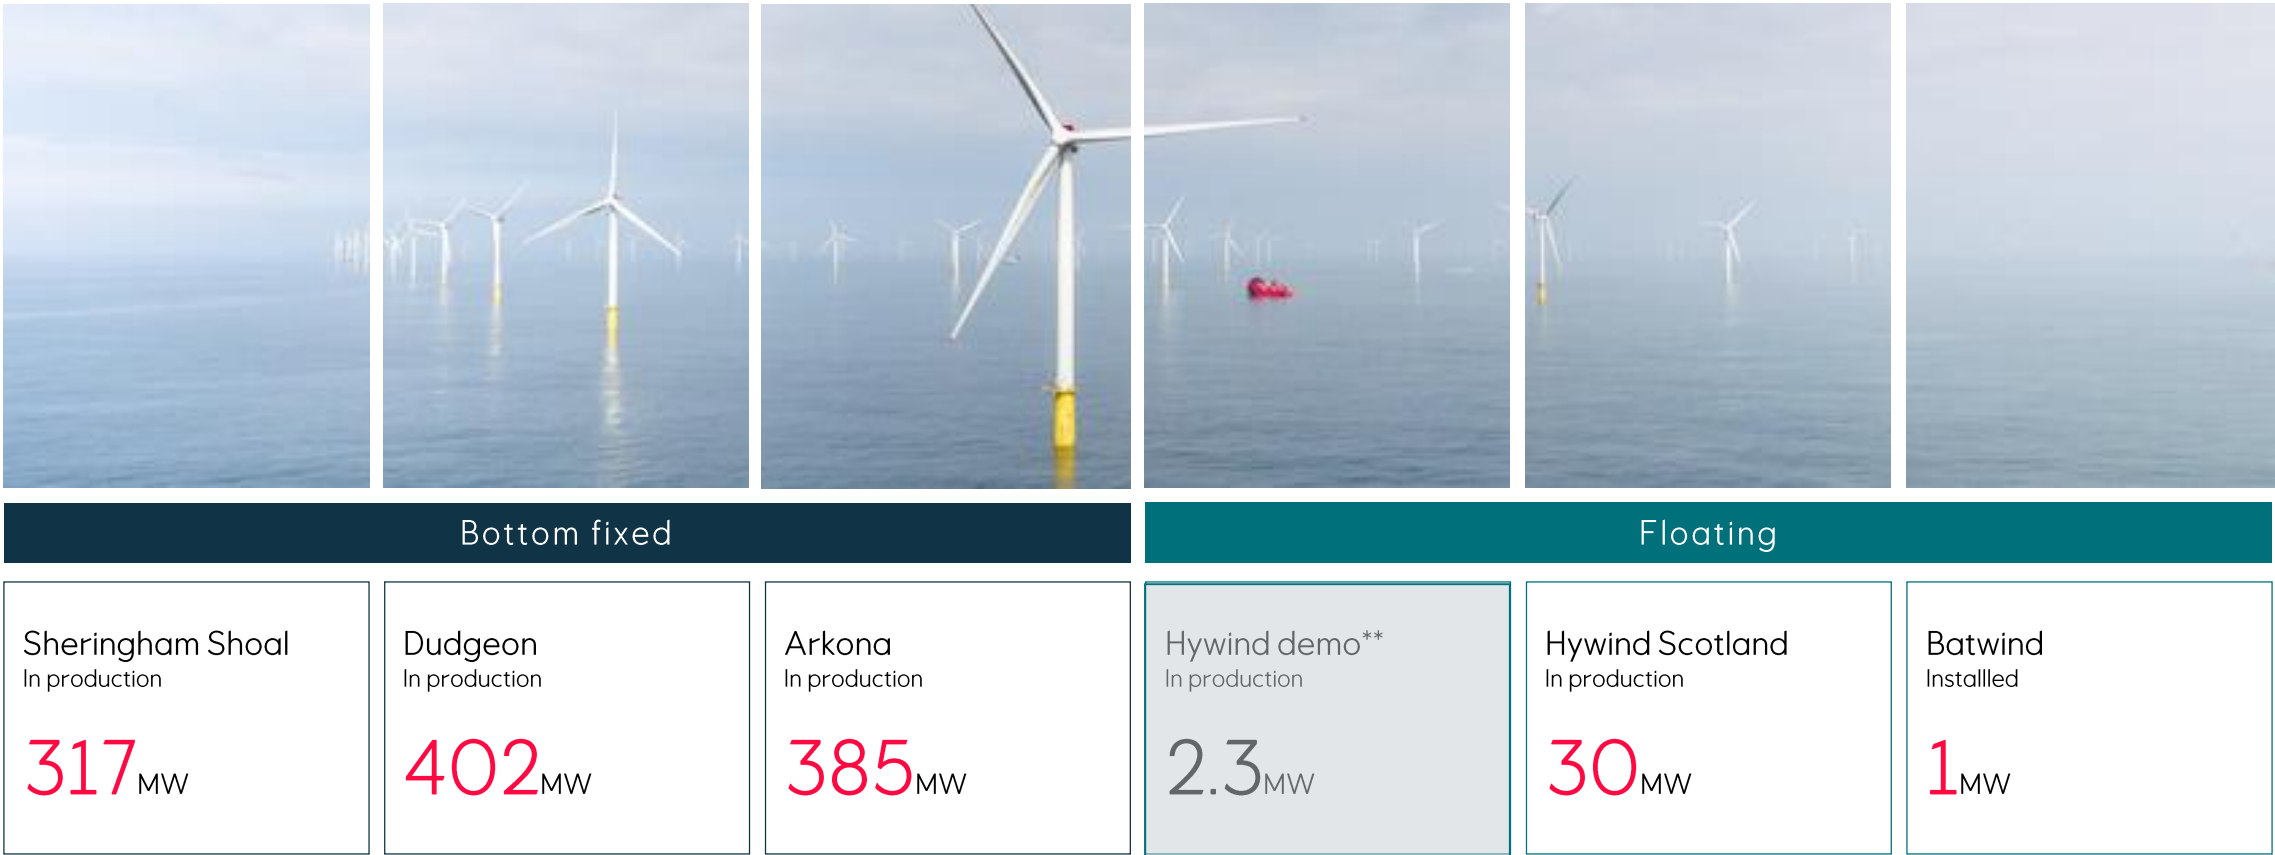 Bottom fixed
Floating
Sheringham Shoal
In production
317MW
Dudgeon
In production
402MW
Arkona
In production
385MW
Hywind demo**
In production
2.3MW
Hywind Scotland
In production
30MW
Batwind
Installled
1MW